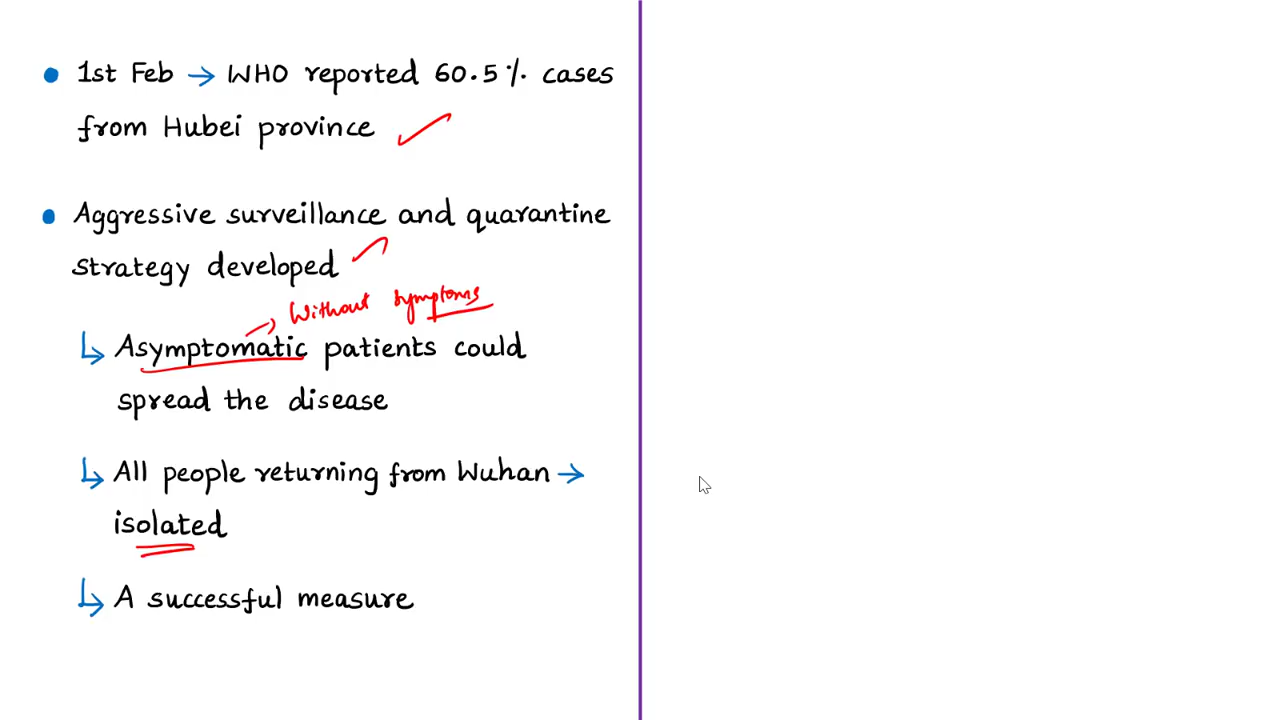 1st Feb → WHO reported 60.5% cases
from Hubei province
Aggressive surveillance and quarantine
strategy developed
Without symptoms
Asymptomatic patients could
spread the disease
All people returning from Wuhan →
isolated
A successful measure